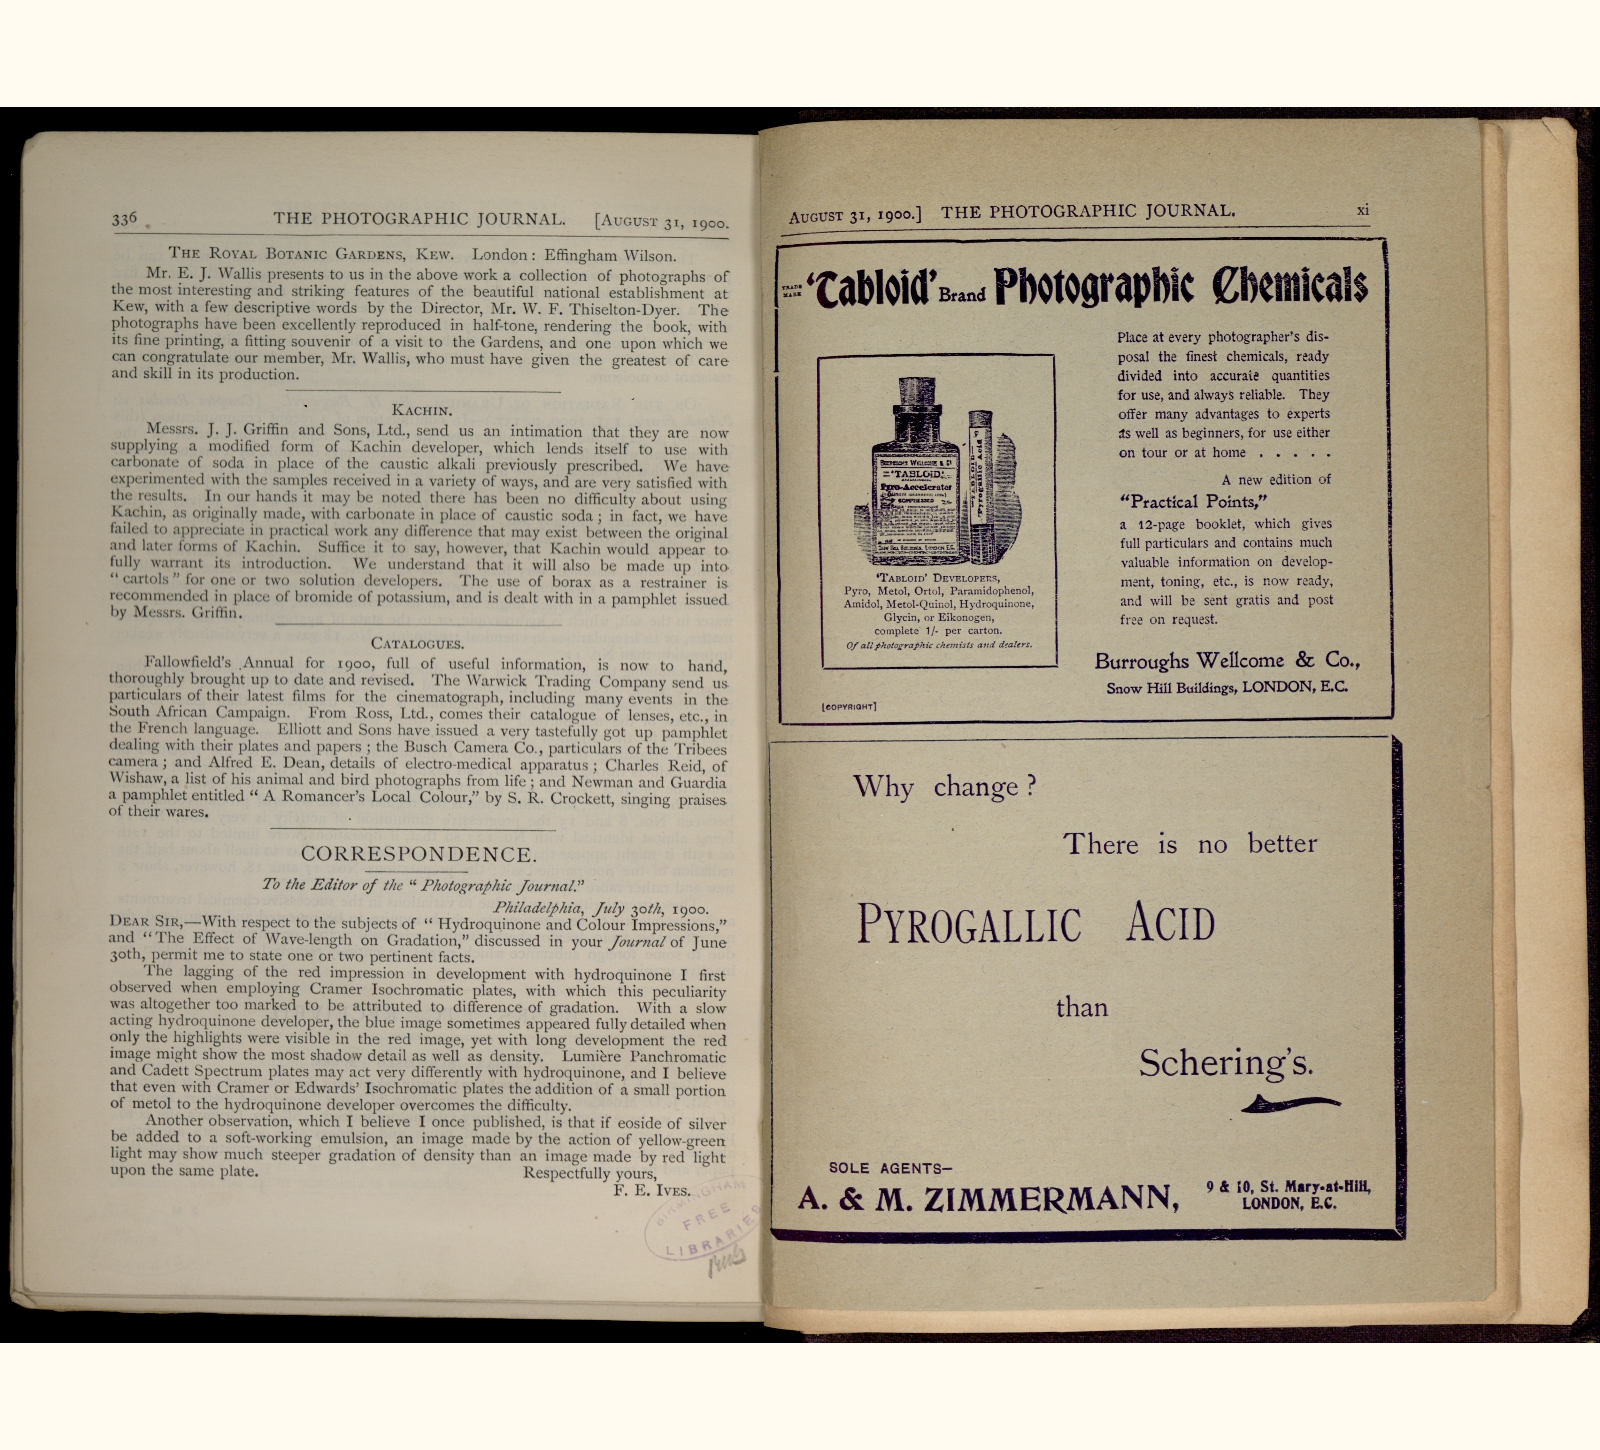 336 THE PHOTOGRAPHIC JOURNAL. [AUGUST 31, 1900.
THE ROYAL BOTANIC GARDENS, KEW. London: Effingham Wilson.
Mr. E. J. Wallis presents to us in the above work a collection of photographs of
the most interesting and striking features of the beautiful national establishment at
Kew, with a few descriptive words by the Director, Mr. W. F. Thiselton-Dyer. The
photographs have been excellently reproduced in half-tone, rendering the book, with
its fine printing, a fitting souvenir of a visit to the Gardens, and one upon which we
can congratulate our member, Mr. Wallis, who must have given the greatest of care
and skill in its production.
KACHIN.
Messrs. J. J. Griffin and Sons, Ltd., send us an intimation that they are now
supplying a modified form of Kachin developer, which lends itself to use with
carbonate of soda in place of the caustic alkali previously prescribed. We have
experimented with the samples received in a variety of ways, and are very satisfied with
the results. In our hands it may be noted there has been no difficulty about using
Kachin, as originally made, with carbonate in place of caustic soda; in fact, we have
failed to appreciate in practical work any difference that may exist between the original
and later forms of Kachin. Suffice it to say, however, that Kachin would appear to
fully warrant its introduction. We understand that it will also be made up into
"cartols" for one or two solution developers. The use of borax as a restrainer is
recommended in place of bromide of potassium, and is dealt with in a pamphlet issued
by Messrs. Griffin.
CATALOGUES.
Fallowfield's Annual for 1900, full of useful information, is now to hand,
thoroughly brought up to date and revised. The Warwick Trading Company send us
particulars of their latest films for the cinematograph, including many events in the
South African Campaign. From Ross, Ltd., comes their catalogue of lenses, etc., in
the French language. Elliott and Sons have issued a very tastefully got up pamphlet
dealing with their plates and papers; the Busch Camera Co., particulars of the Tribees
camera; and Alfred E. Dean, details of electro-medical apparatus; Charles Reid, of
Wishaw, a list of his animal and bird photographs from life; and Newman and Guardia
a pamphlet entitled "A Romancer's Local Colour," by S. R. Crockett, singing praises
of their wares.
CORRESPONDENCE.
To the Editor of the "Photographic Journal."
Philadelphia, July 30th, 1900.
DEAR SIR,—With respect to the subjects of "Hydroquinone and Colour Impressions,"
and "The Effect of Wave-length on Gradation," discussed in your Journal of June
30th, permit me to state one or two pertinent facts.
The lagging of the red impression in development with hydroquinone I first
observed when employing Cramer Isochromatic plates, with which this peculiarity
was altogether too marked to be attributed to difference of gradation. With a slow
acting hydroquinone developer, the blue image sometimes appeared fully detailed when
only the highlights were visible in the red image, yet with long development the red
image might show the most shadow detail as well as density. Lumière Panchromatic
and Cadett Spectrum plates may act very differently with hydroquinone, and I believe
that even with Cramer or Edwards' Isochromatic plates the addition of a small portion
of metol to the hydroquinone developer overcomes the difficulty.
Another observation, which I believe I once published, is that if eoside of silver
be added to a soft-working emulsion, an image made by the action of yellow-green
light may show much steeper gradation of density than an image made by red light
upon the same plate. Respectfully yours,
F. E. IVES.
BIRMINGHAM
FREE
LIBRARIES
AUGUST 31, 1900.] THE PHOTOGRAPHIC JOURNAL. xi
TRADE MARK 'Tabloid' Brand Photographic Chemicals
Place at every photographer's dis-
posal the finest chemicals, ready
divided into accurate quantities
for use, and always reliable. They
offer many advantages to experts
as well as beginners, for use either
on tour or at home . . . . .
A new edition of
"Practical Points,"
a 12-page booklet, which gives
full particulars and contains much
valuable information on develop-
ment, toning, etc., is now ready,
and will be sent gratis and post
free on request.
Burroughs Wellcome & Co.,
Snow Hill Buildings, LONDON, E.C.
BURROUGHS WELLCOME & Co
'TABLOID'
Pyro-Accelerator
COMPRESSED
SNOW HILL BUILDINGS, LONDON E.C.
'TABLOID'
Pyrogallic Acid
'TABLOID' DEVELOPERS,
Pyro, Metol, Ortol, Paramidophenol,
Amidol, Metol-Quinol, Hydroquinone,
Glycin, or Eikonogen,
complete 1/- per carton.
Of all photographic chemists and dealers.
[COPYRIGHT]
Why change?
There is no better
PYROGALLIC ACID
than
Schering's.
SOLE AGENTS—
A. & M. ZIMMERMANN, 9 & 10, St. Mary-at-Hill,
LONDON, E.C.